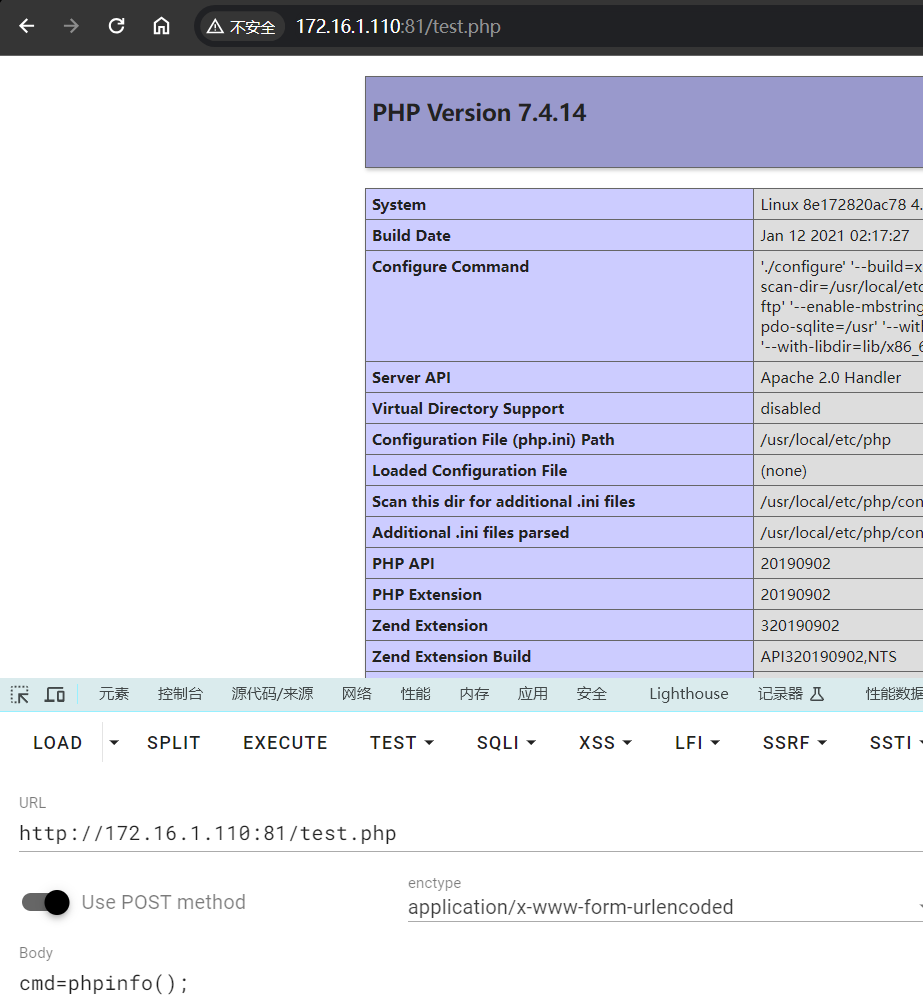 不安全 172.16.1.110:81/test.php
PHP Version 7.4.14
System Linux 8e172820ac78 4.
Build Date Jan 12 2021 02:17:27
Configure Command './configure' '--build=x
scan-dir=/usr/local/etc
ftp' '--enable-mbstring
pdo-sqlite=/usr' '--with
'--with-libdir=lib/x86_6
Server API Apache 2.0 Handler
Virtual Directory Support disabled
Configuration File (php.ini) Path /usr/local/etc/php
Loaded Configuration File (none)
Scan this dir for additional .ini files /usr/local/etc/php/con
Additional .ini files parsed /usr/local/etc/php/con
PHP API 20190902
PHP Extension 20190902
Zend Extension 320190902
Zend Extension Build API320190902,NTS
元素 控制台 源代码/来源 网络 性能 内存 应用 安全 Lighthouse 记录器 性能数据
LOAD SPLIT EXECUTE TEST SQLI XSS LFI SSRF SSTI
URL
http://172.16.1.110:81/test.php
Use POST method
enctype
application/x-www-form-urlencoded
Body
cmd=phpinfo();